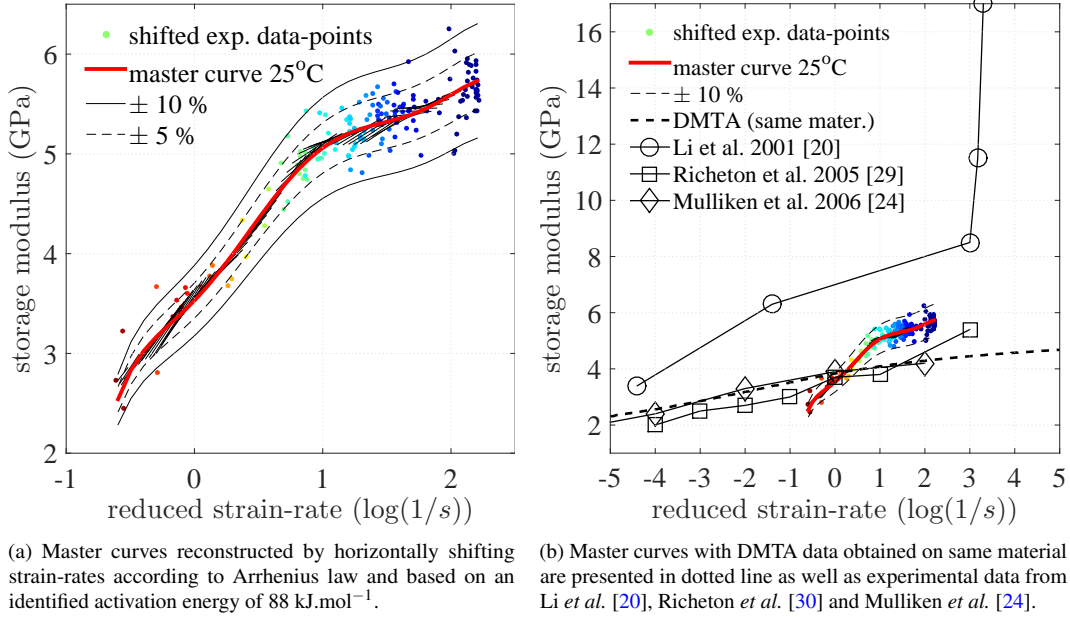 6
5
4
3
2
-1
0
1
2
storage modulus (GPa)
reduced strain-rate (log(1/s))
shifted exp. data-points
master curve 25°C
± 10 %
± 5 %
16
14
12
10
8
6
4
2
-5
-4
-3
-2
-1
0
1
2
3
4
5
storage modulus (GPa)
reduced strain-rate (log(1/s))
shifted exp. data-points
master curve 25°C
± 10 %
DMTA (same mater.)
Li et al. 2001 [20]
Richeton et al. 2005 [29]
Mulliken et al. 2006 [24]
(a) Master curves reconstructed by horizontally shifting
strain-rates according to Arrhenius law and based on an
identified activation energy of 88 kJ.mol⁻¹.
(b) Master curves with DMTA data obtained on same material
are presented in dotted line as well as experimental data from
Li et al. [20], Richeton et al. [30] and Mulliken et al. [24].